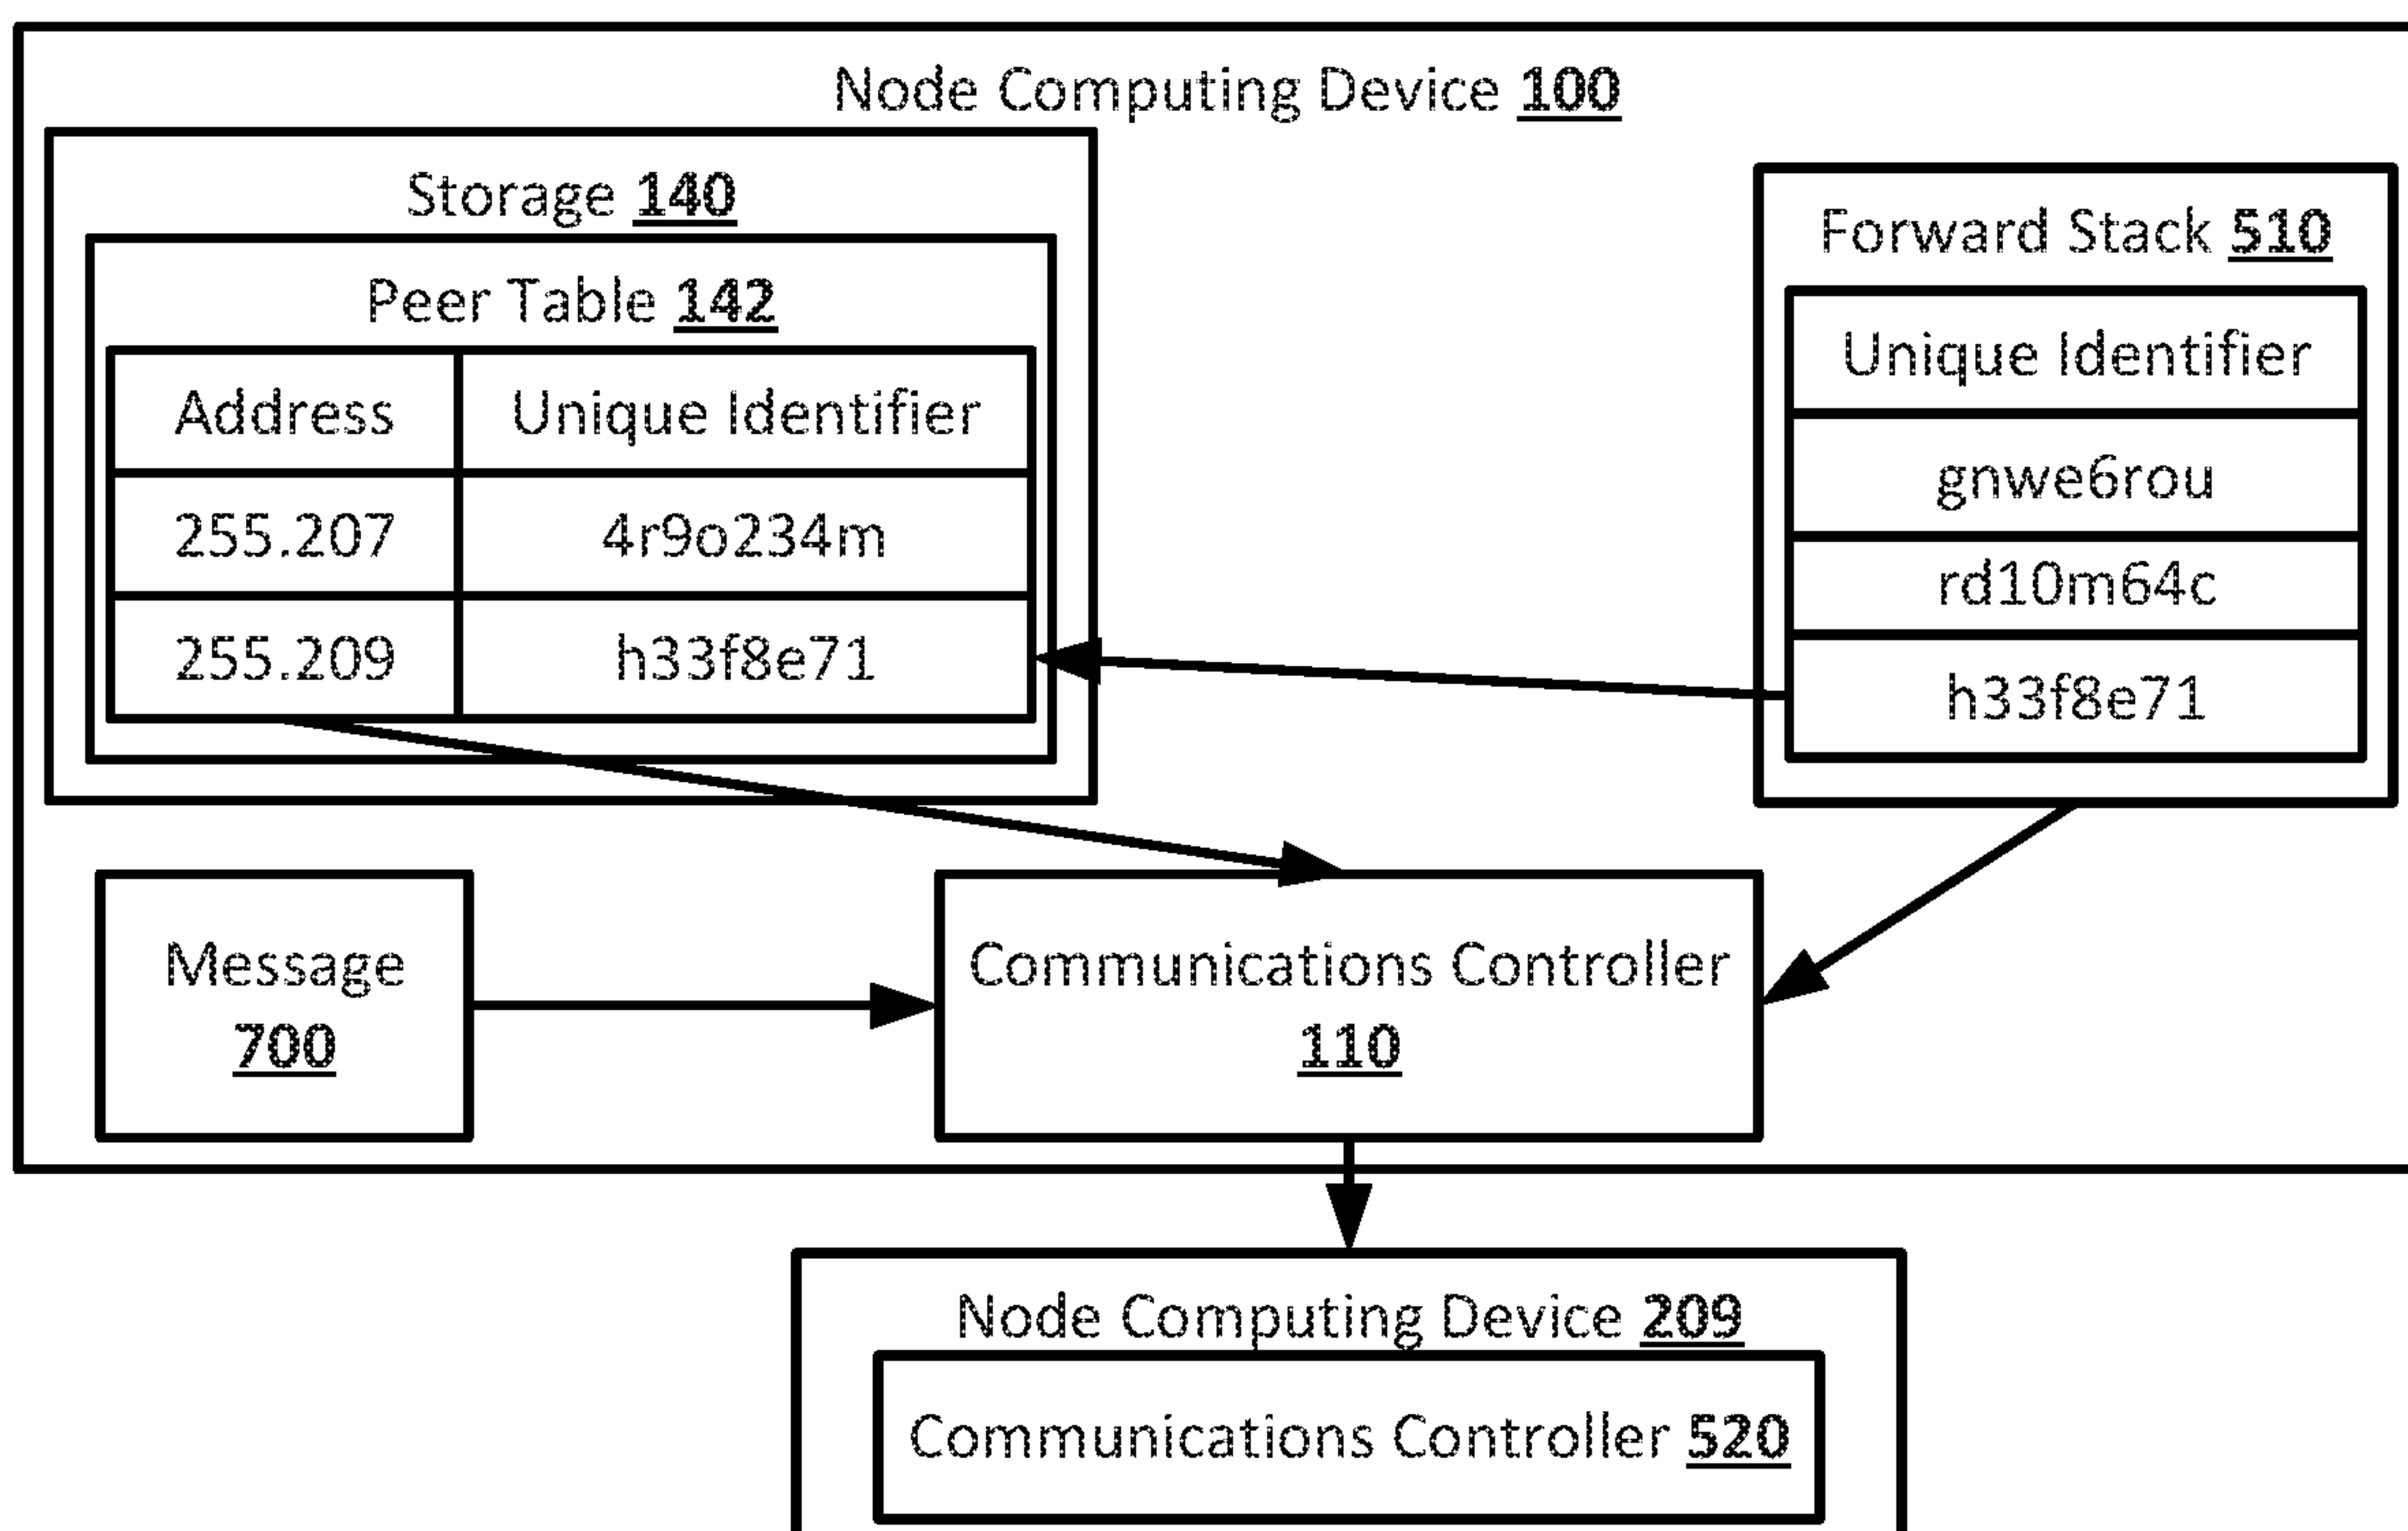 Node Computing Device 100
Storage 140
Peer Table 142
Address Unique Identifier
255.207 4r9o234m
255.209 h33f8e71
Forward Stack 510
Unique Identifier
gnwe6rou
rd10m64c
h33f8e71
Message
700
Communications Controller
110
Node Computing Device 209
Communications Controller 520